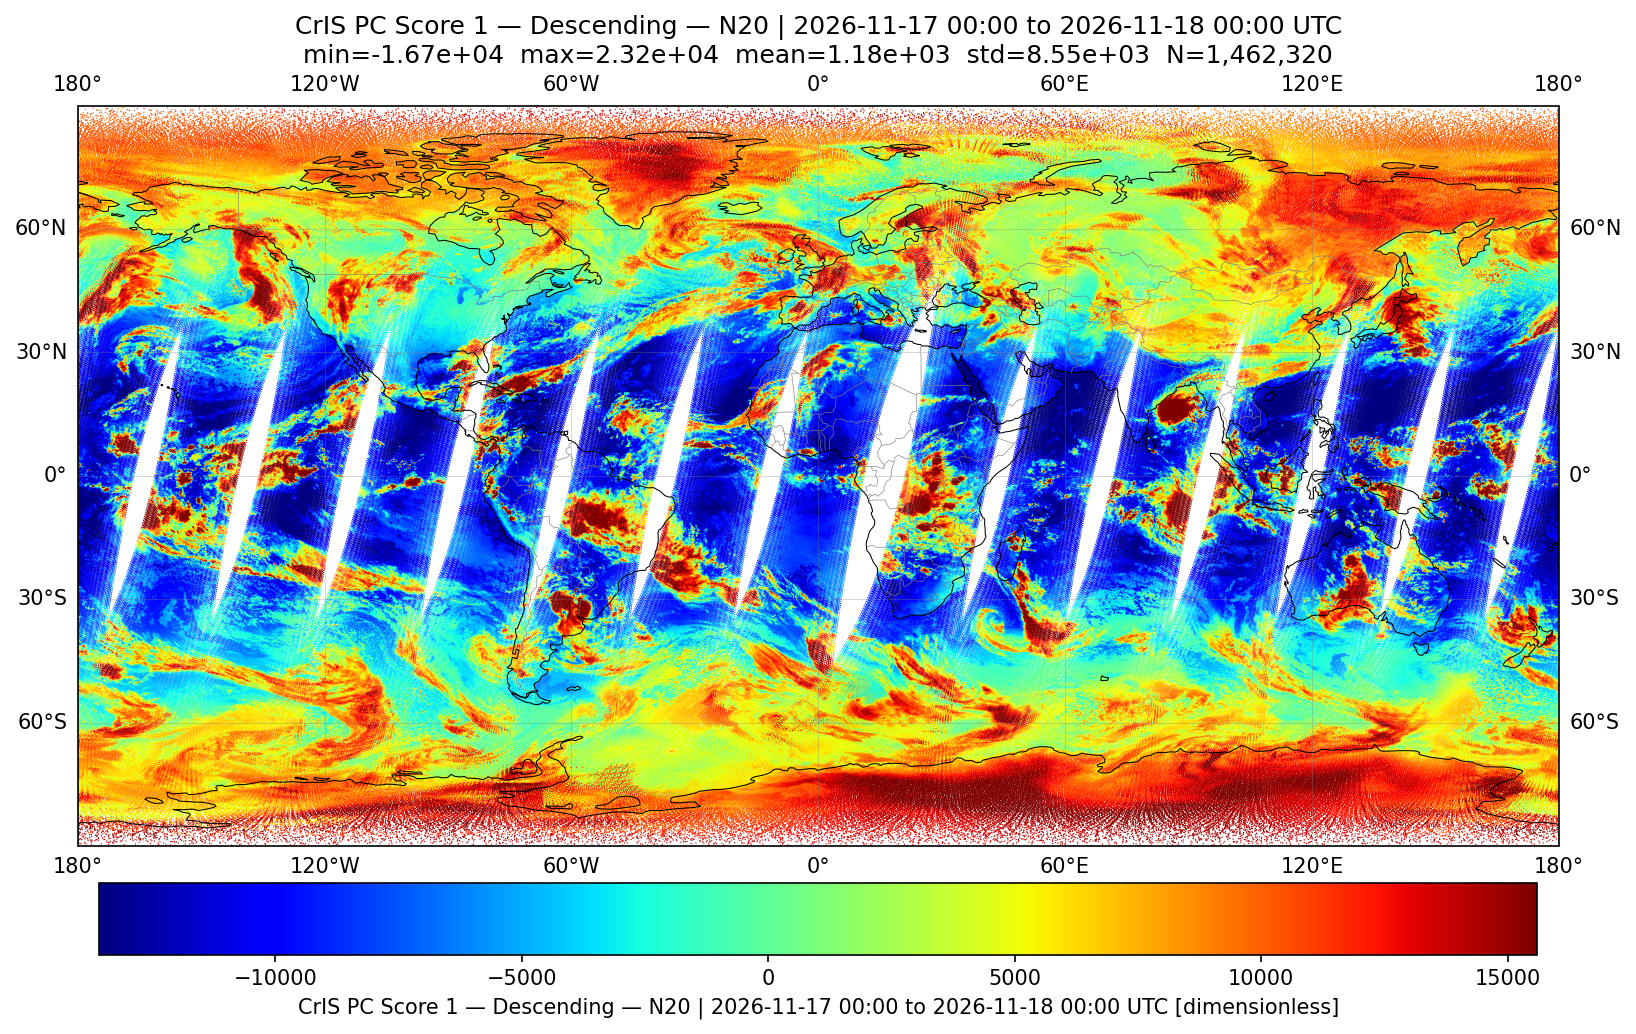 CrIS PC Score 1 — Descending — N20 | 2026-11-17 00:00 to 2026-11-18 00:00 UTC
min=-1.67e+04 max=2.32e+04 mean=1.18e+03 std=8.55e+03 N=1,462,320
180° 120°W 60°W 0° 60°E 120°E 180°
60°N 60°N
30°N 30°N
0° 0°
30°S 30°S
60°S 60°S
180° 120°W 60°W 0° 60°E 120°E 180°
−10000 −5000 0 5000 10000 15000
CrIS PC Score 1 — Descending — N20 | 2026-11-17 00:00 to 2026-11-18 00:00 UTC [dimensionless]